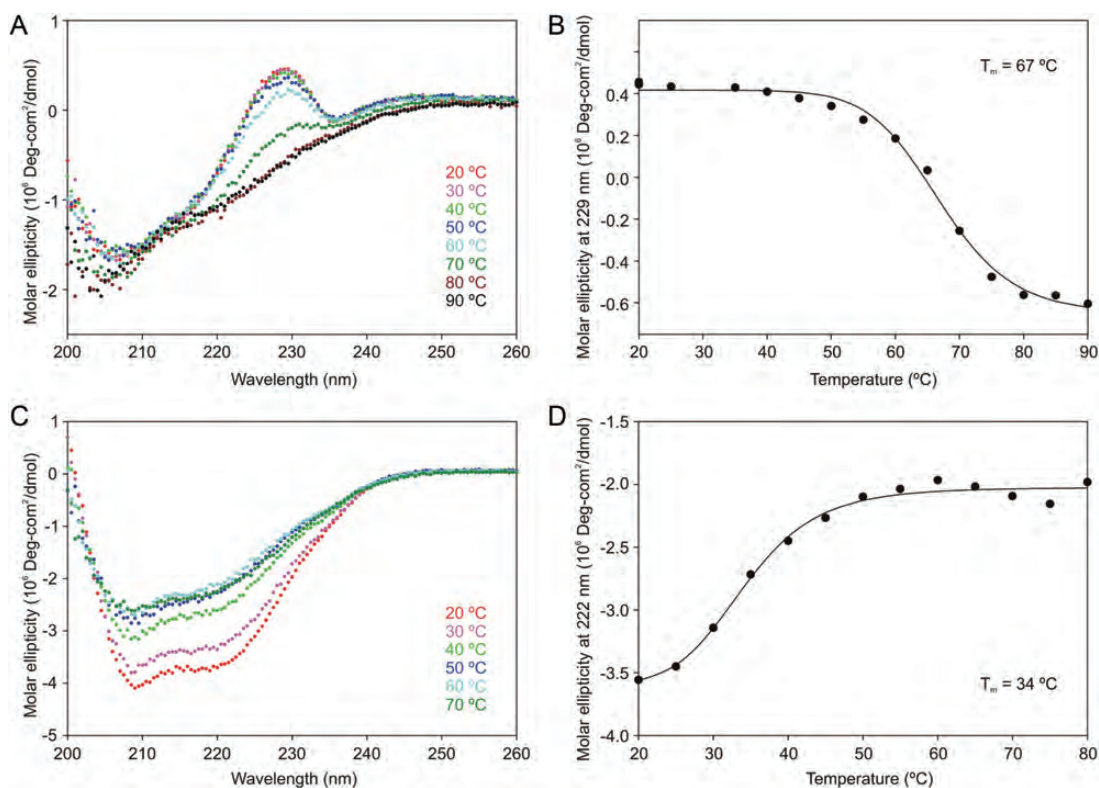 A
Molar ellipticity (10⁶ Deg-com²/dmol)
1
0
-1
-2
200 210 220 230 240 250 260
Wavelength (nm)
20 ºC
30 ºC
40 ºC
50 ºC
60 ºC
70 ºC
80 ºC
90 ºC
B
Molar ellipticity at 229 nm (10⁶ Deg-com²/dmol)
0.4
0.2
0.0
-0.2
-0.4
-0.6
20 30 40 50 60 70 80 90
Temperature (ºC)
Tₘ = 67 ºC
C
Molar ellipticity (10⁶ Deg-com²/dmol)
1
0
-1
-2
-3
-4
-5
200 210 220 230 240 250 260
Wavelength (nm)
20 ºC
30 ºC
40 ºC
50 ºC
60 ºC
70 ºC
D
Molar ellipticity at 222 nm (10⁶ Deg-com²/dmol)
-1.5
-2.0
-2.5
-3.0
-3.5
-4.0
20 30 40 50 60 70 80
Temperature (ºC)
Tₘ = 34 ºC